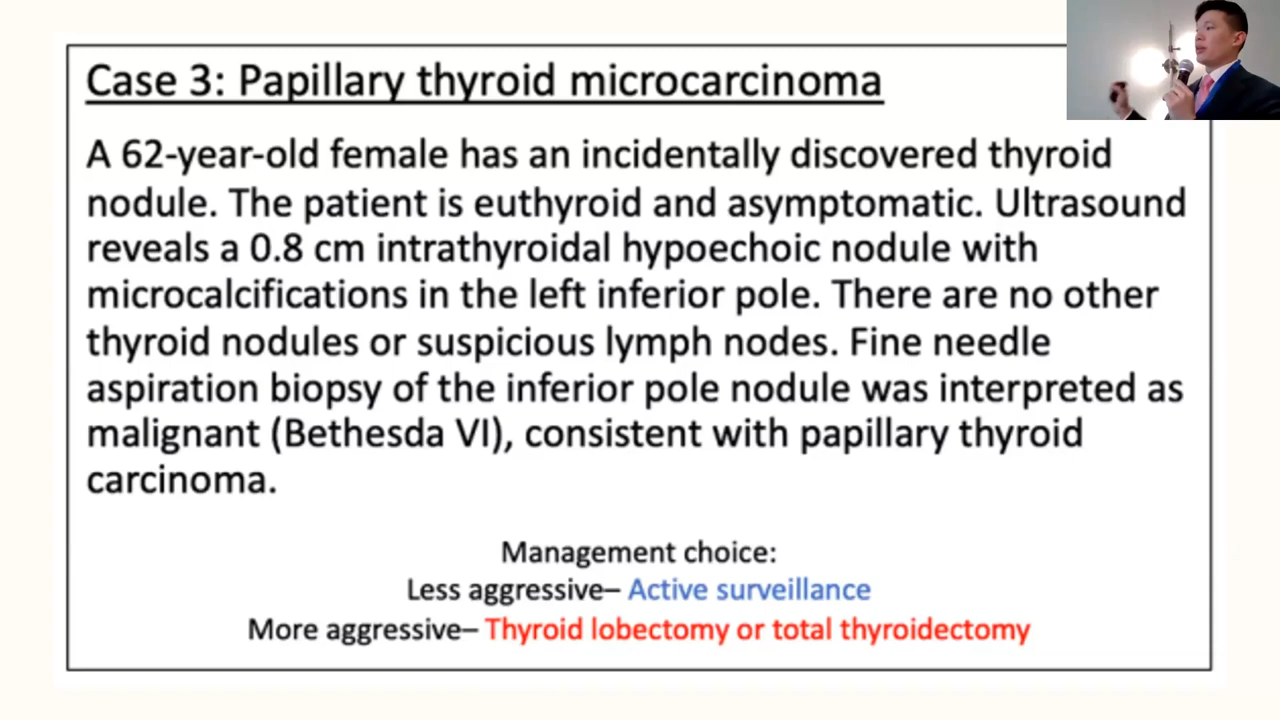 Case 3: Papillary thyroid microcarcinoma
A 62-year-old female has an incidentally discovered thyroid
nodule. The patient is euthyroid and asymptomatic. Ultrasound
reveals a 0.8 cm intrathyroidal hypoechoic nodule with
microcalcifications in the left inferior pole. There are no other
thyroid nodules or suspicious lymph nodes. Fine needle
aspiration biopsy of the inferior pole nodule was interpreted as
malignant (Bethesda VI), consistent with papillary thyroid
carcinoma.
Management choice:
Less aggressive– Active surveillance
More aggressive– Thyroid lobectomy or total thyroidectomy